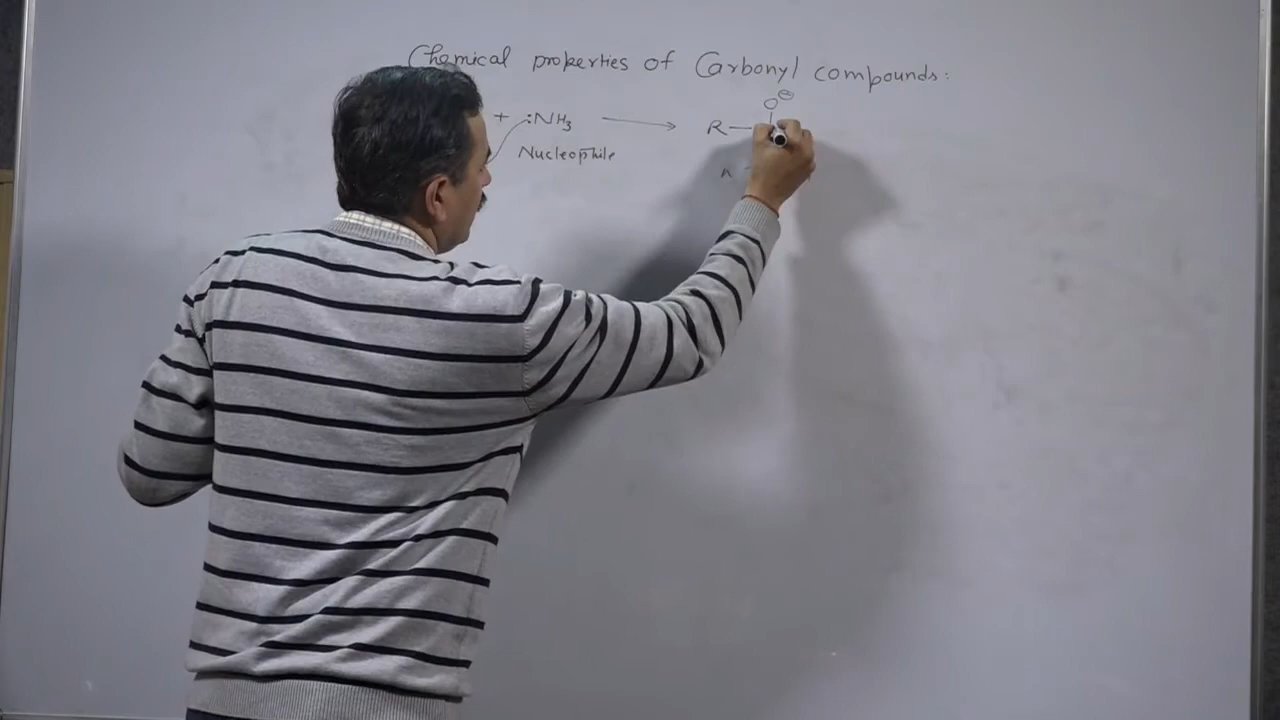 Chemical properties of Carbonyl compounds:
O⊖
+ :NH₃ ⟶ R—
Nucleophile